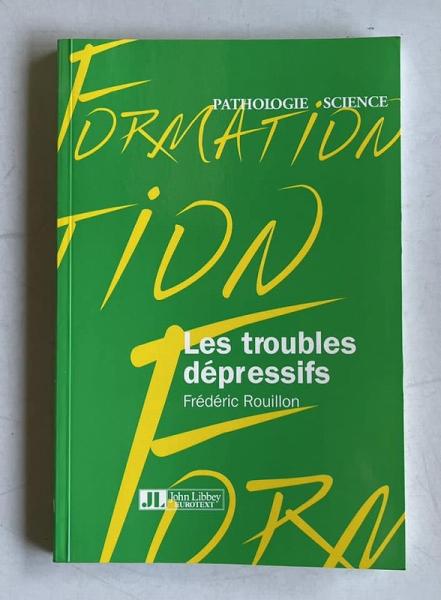 PATHOLOGIE SCIENCE
FORMATION
TION
Les troubles
dépressifs
Frédéric Rouillon
FORM
JL John Libbey
EUROTEXT